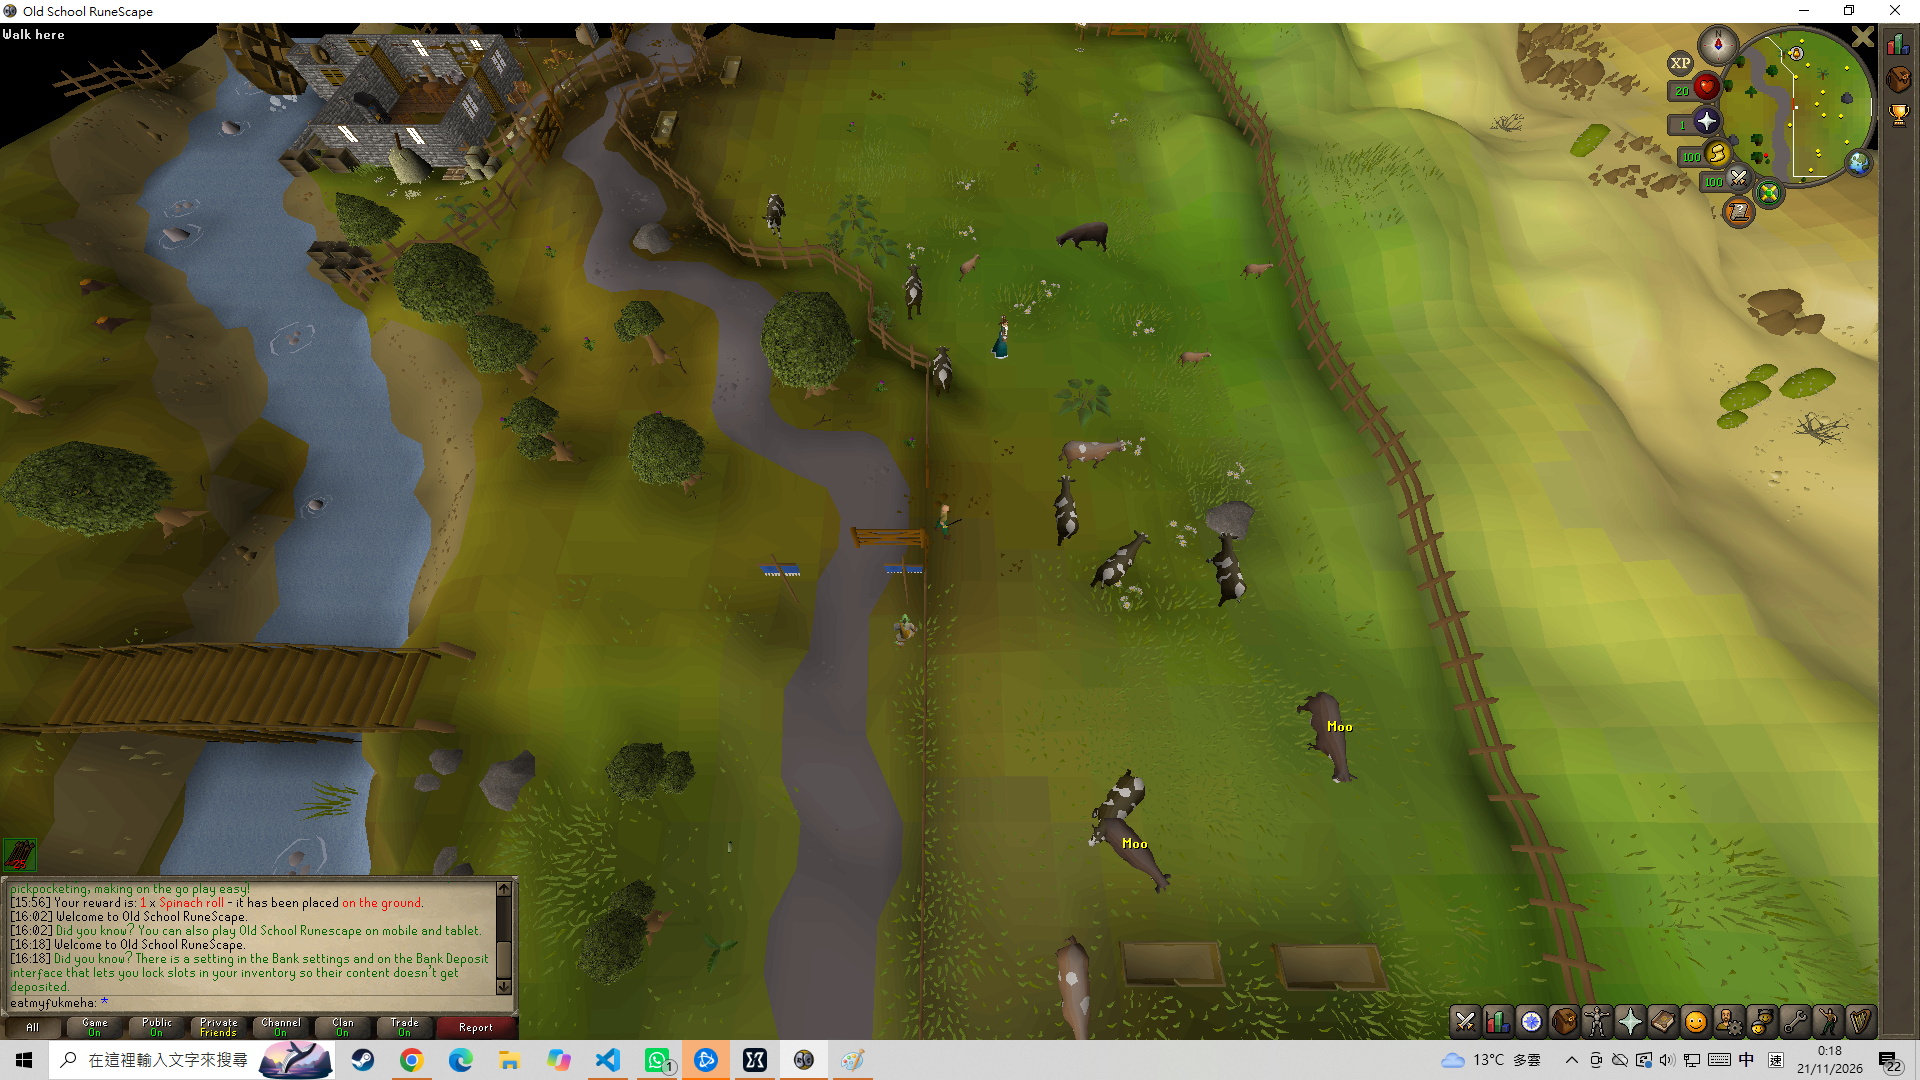 Old School RuneScape
Walk here
N
XP
20
1
100
100
Moo
Moo
25
pickpocketing, making on the go play easy!
[15:56] Your reward is: 1 x Spinach roll - it has been placed on the ground.
[16:02] Welcome to Old School RuneScape.
[16:02] Did you know? You can also play Old School Runescape on mobile and tablet.
[16:18] Welcome to Old School RuneScape.
[16:18] Did you know? There is a setting in the Bank settings and on the Bank Deposit
interface that lets you lock slots in your inventory so their content doesn't get
deposited.
eatmyfukmeha: *
All
Game
On
Public
On
Private
Friends
Channel
On
Clan
On
Trade
On
Report
在這裡輸入文字來搜尋
1
13°C 多雲
中
速
0:18
21/11/2026
22